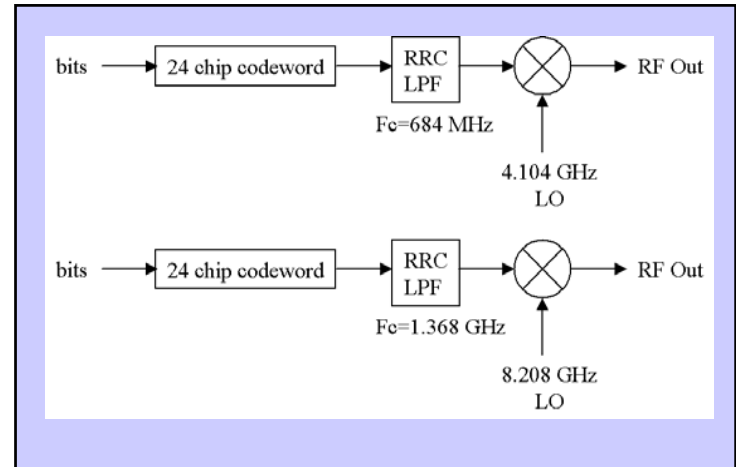 bits 24 chip codeword RRC LPF RF Out
Fc=684 MHz
4.104 GHz
LO
bits 24 chip codeword RRC LPF RF Out
Fc=1.368 GHz
8.208 GHz
LO